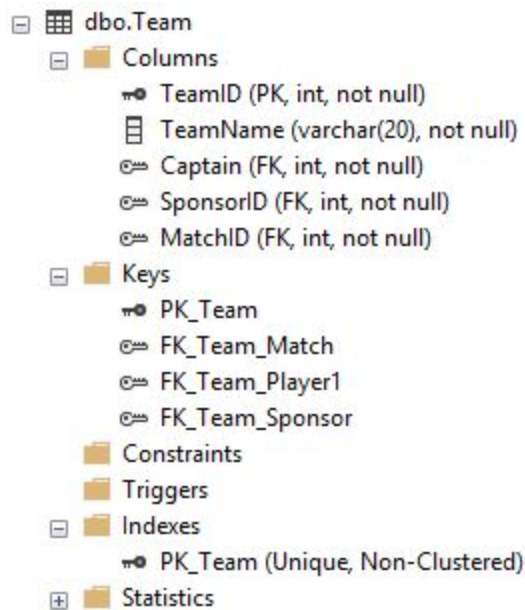 dbo.Team
Columns
TeamID (PK, int, not null)
TeamName (varchar(20), not null)
Captain (FK, int, not null)
SponsorID (FK, int, not null)
MatchID (FK, int, not null)
Keys
PK_Team
FK_Team_Match
FK_Team_Player1
FK_Team_Sponsor
Constraints
Triggers
Indexes
PK_Team (Unique, Non-Clustered)
Statistics